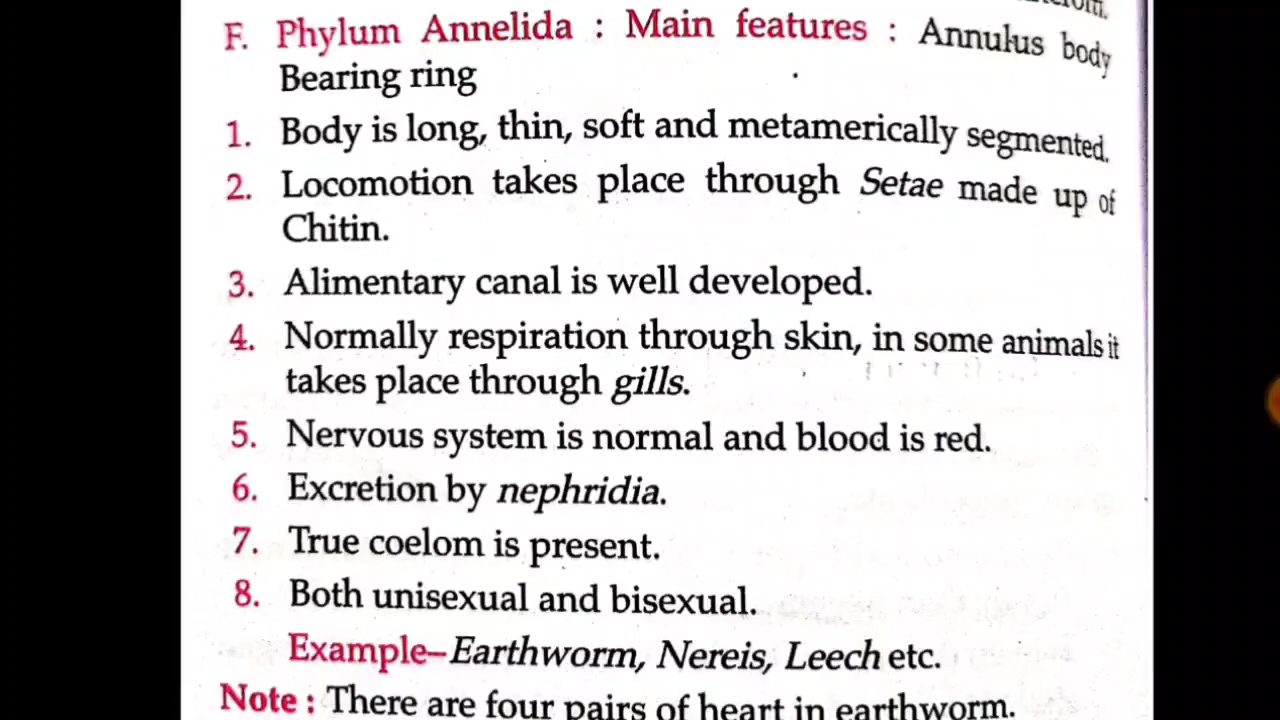 F. Phylum Annelida : Main features : Annulus body
Bearing ring
1. Body is long, thin, soft and metamerically segmented.
2. Locomotion takes place through Setae made up of
Chitin.
3. Alimentary canal is well developed.
4. Normally respiration through skin, in some animals it
takes place through gills.
5. Nervous system is normal and blood is red.
6. Excretion by nephridia.
7. True coelom is present.
8. Both unisexual and bisexual.
Example– Earthworm, Nereis, Leech etc.
Note : There are four pairs of heart in earthworm.